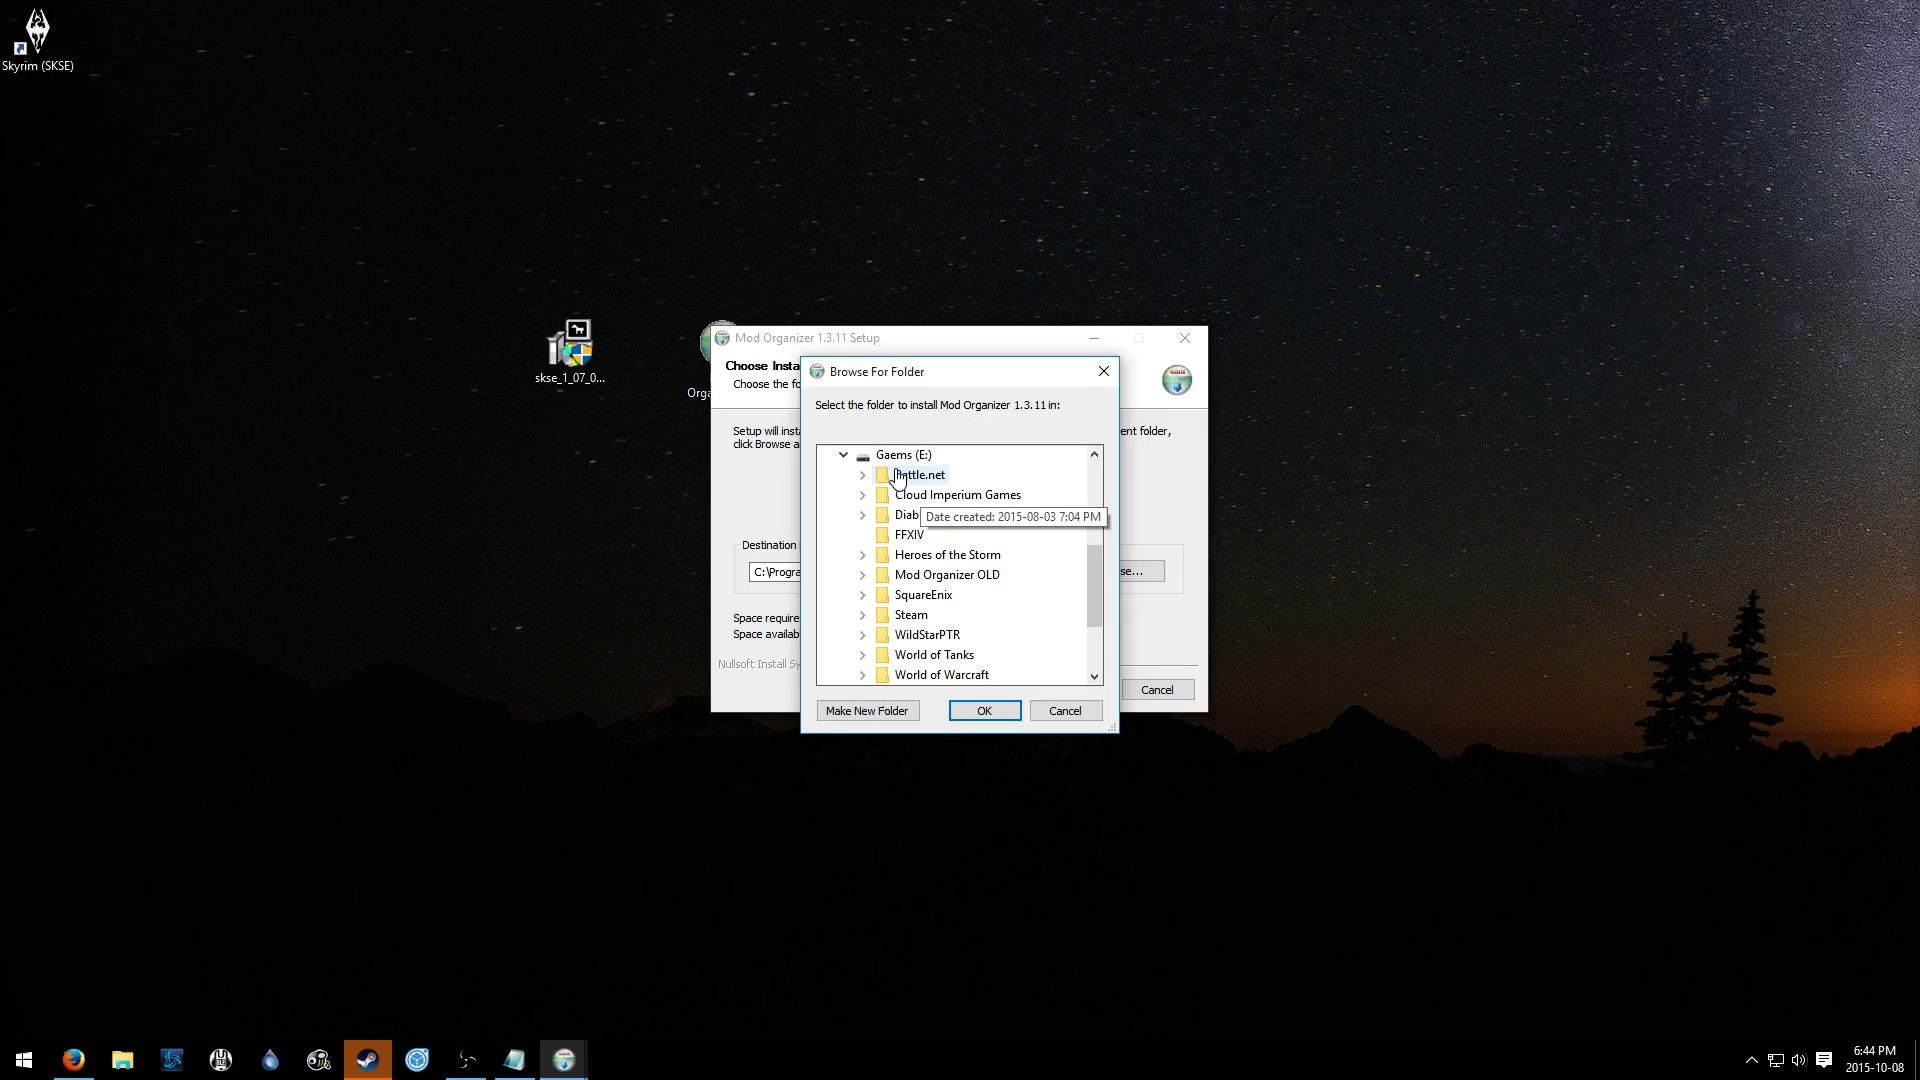 Skyrim (SKSE)
skse_1_07_0...
Orga
Mod Organizer 1.3.11 Setup
Choose Insta
Choose the fo
Browse For Folder
Select the folder to install Mod Organizer 1.3.11 in:
Setup will insta
ent folder,
click Browse a
Gaems (E:)
Battle.net
Cloud Imperium Games
Diab
Date created: 2015-08-03 7:04 PM
FFXIV
Destination
Heroes of the Storm
C:\Progra
se...
Mod Organizer OLD
SquareEnix
Space require
Steam
Space availab
WildStarPTR
World of Tanks
Nullsoft Install Sy
World of Warcraft
Cancel
Make New Folder
OK
Cancel
6:44 PM
2015-10-08